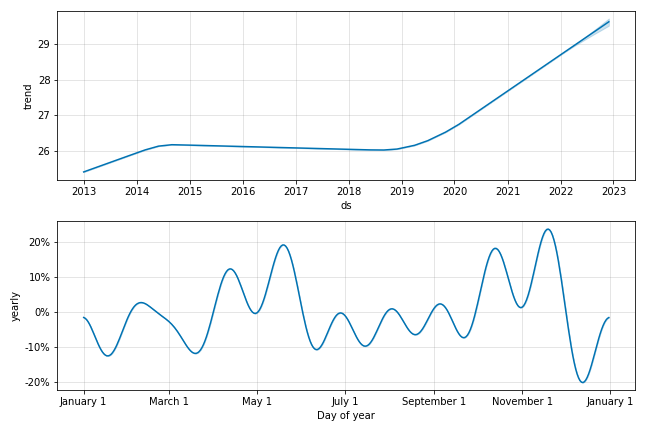 29
28
27
26
trend
2013 2014 2015 2016 2017 2018 2019 2020 2021 2022 2023
ds
20%
10%
0%
-10%
-20%
yearly
January 1 March 1 May 1 July 1 September 1 November 1 January 1
Day of year